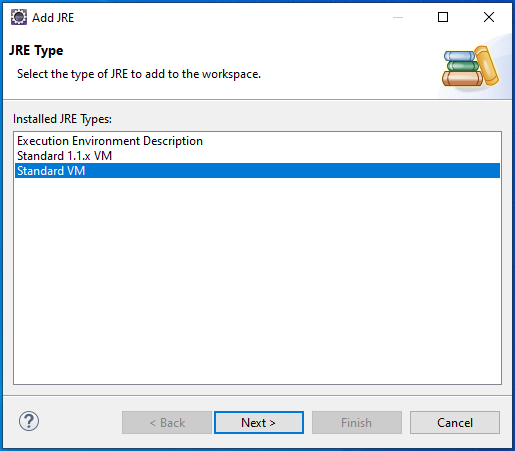 Add JRE
JRE Type
Select the type of JRE to add to the workspace.
Installed JRE Types:
Execution Environment Description
Standard 1.1.x VM
Standard VM
? < Back Next > Finish Cancel